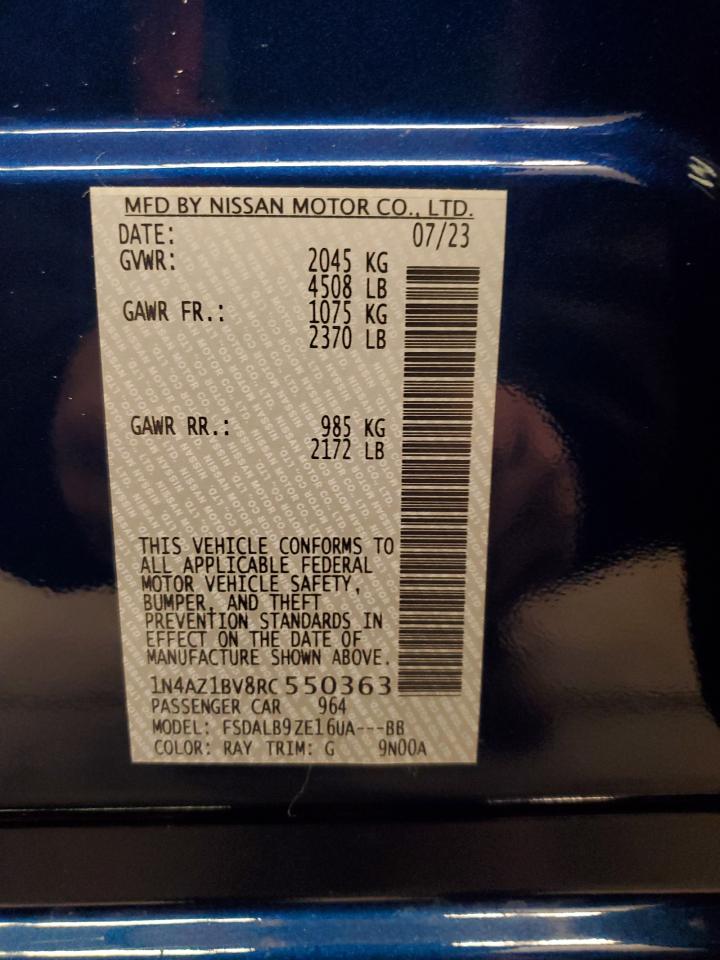 MFD BY NISSAN MOTOR CO., LTD.
DATE: 07/23
GVWR: 2045 KG
4508 LB
GAWR FR.: 1075 KG
2370 LB
GAWR RR.: 985 KG
2172 LB
THIS VEHICLE CONFORMS TO
ALL APPLICABLE FEDERAL
MOTOR VEHICLE SAFETY,
BUMPER, AND THEFT
PREVENTION STANDARDS IN
EFFECT ON THE DATE OF
MANUFACTURE SHOWN ABOVE.
1N4AZ1BV8RC550363
PASSENGER CAR 964
MODEL: FSDALB9ZE16UA---BB
COLOR: RAY TRIM: G 9N00A